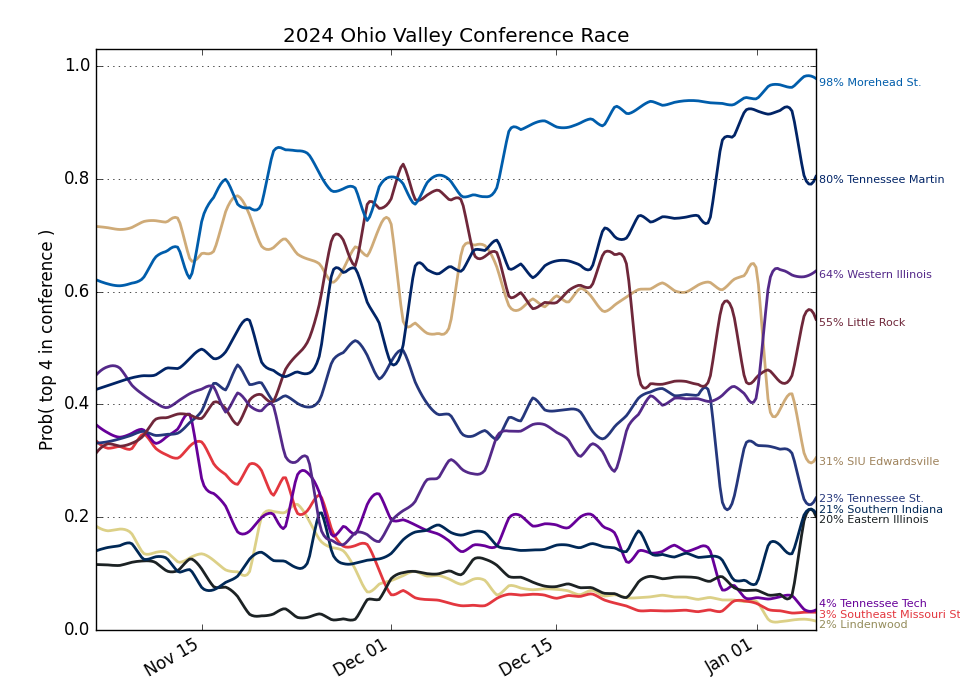 2024 Ohio Valley Conference Race
Prob( top 4 in conference )
1.0
0.8
0.6
0.4
0.2
0.0
Nov 15
Dec 01
Dec 15
Jan 01
98% Morehead St.
80% Tennessee Martin
64% Western Illinois
55% Little Rock
31% SIU Edwardsville
23% Tennessee St.
21% Southern Indiana
20% Eastern Illinois
4% Tennessee Tech
3% Southeast Missouri St
2% Lindenwood